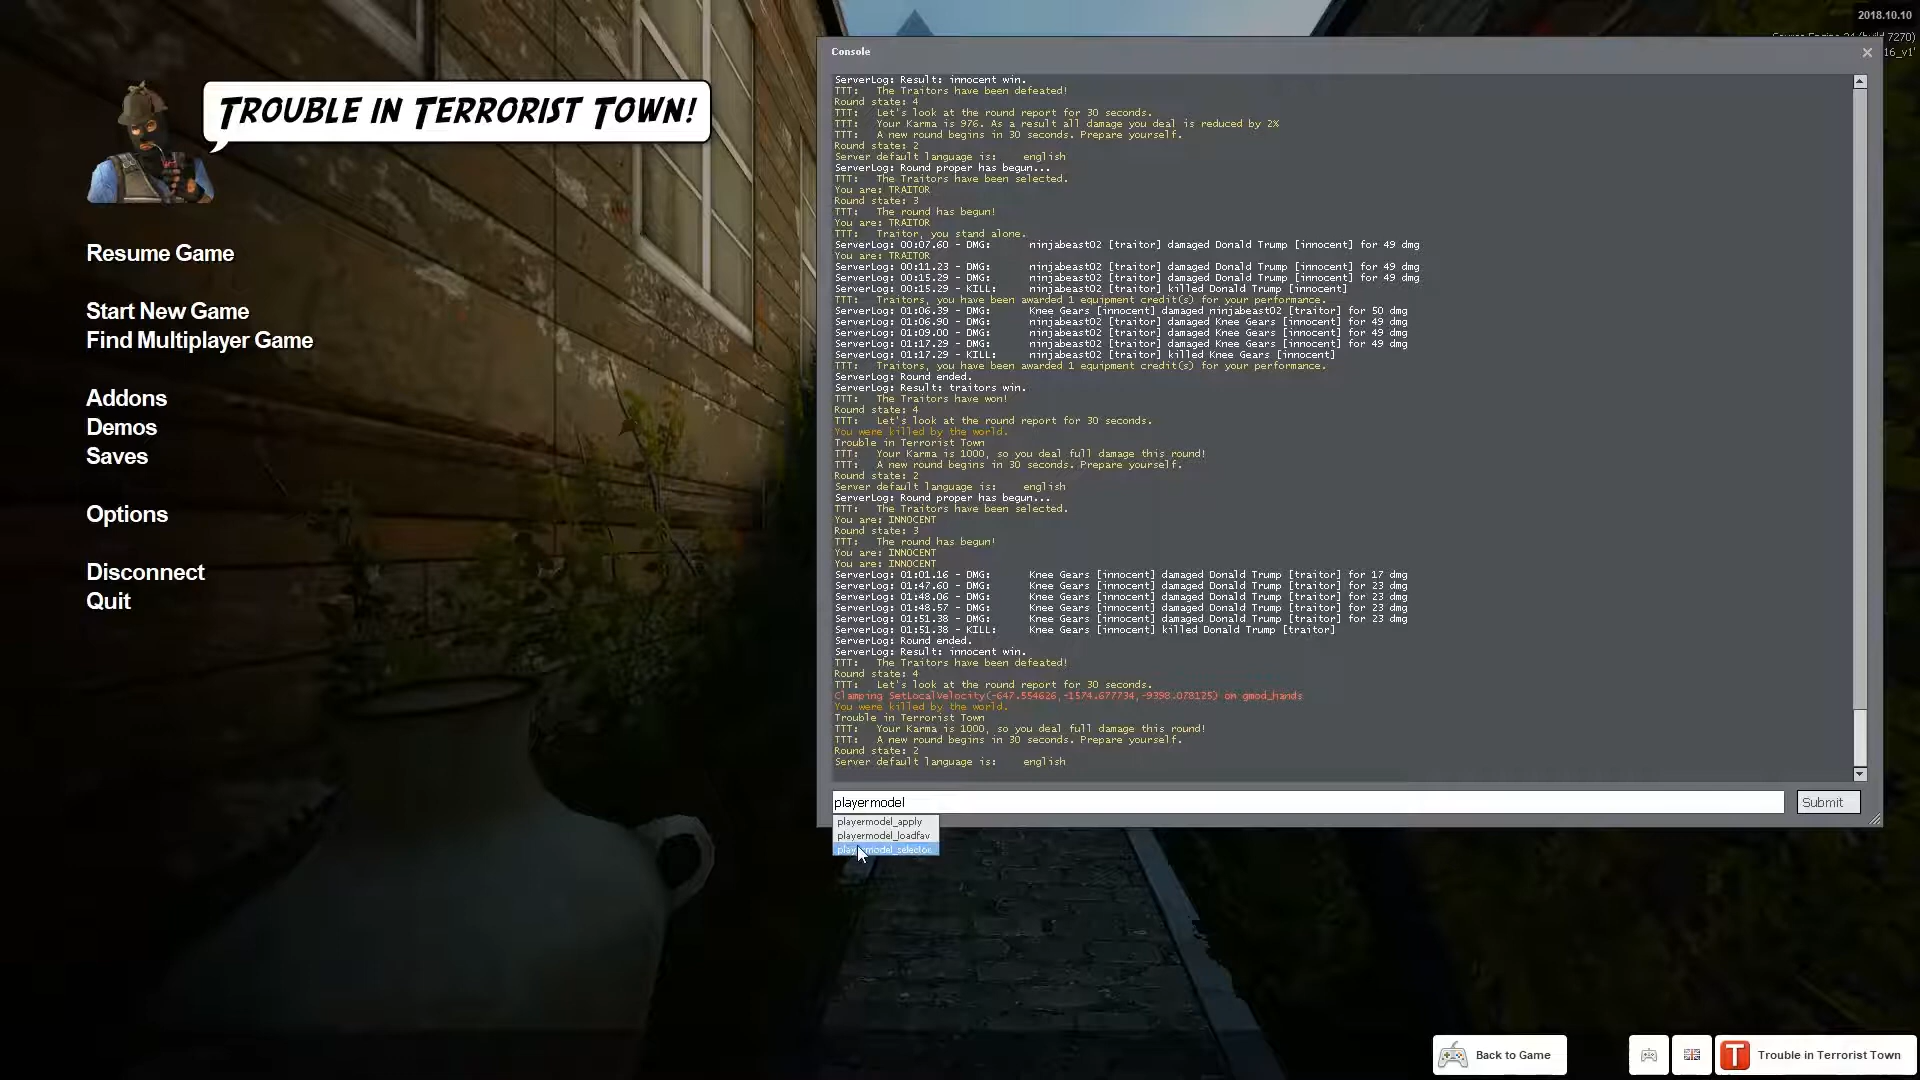 2018.10.10
(build 7270)
16_v1'
TROUBLE IN TERRORIST TOWN!
Resume Game
Start New Game
Find Multiplayer Game
Addons
Demos
Saves
Options
Disconnect
Quit
Console
ServerLog: Result: innocent win.
TTT: The Traitors have been defeated!
Round state: 4
TTT: Let's look at the round report for 30 seconds.
TTT: Your Karma is 976. As a result all damage you deal is reduced by 2%
TTT: A new round begins in 30 seconds. Prepare yourself.
Round state: 2
Server default language is: english
ServerLog: Round proper has begun...
TTT: The Traitors have been selected.
You are: TRAITOR
Round state: 3
TTT: The round has begun!
You are: TRAITOR
TTT: Traitor, you stand alone.
ServerLog: 00:07.60 - DMG: ninjabeast02 [traitor] damaged Donald Trump [innocent] for 49 dmg
You are: TRAITOR
ServerLog: 00:11.23 - DMG: ninjabeast02 [traitor] damaged Donald Trump [innocent] for 49 dmg
ServerLog: 00:15.29 - DMG: ninjabeast02 [traitor] damaged Donald Trump [innocent] for 49 dmg
ServerLog: 00:15.29 - KILL: ninjabeast02 [traitor] killed Donald Trump [innocent]
TTT: Traitors, you have been awarded 1 equipment credit(s) for your performance.
ServerLog: 01:06.39 - DMG: Knee Gears [innocent] damaged ninjabeast02 [traitor] for 50 dmg
ServerLog: 01:06.90 - DMG: ninjabeast02 [traitor] damaged Knee Gears [innocent] for 49 dmg
ServerLog: 01:09.00 - DMG: ninjabeast02 [traitor] damaged Knee Gears [innocent] for 49 dmg
ServerLog: 01:17.29 - DMG: ninjabeast02 [traitor] damaged Knee Gears [innocent] for 49 dmg
ServerLog: 01:17.29 - KILL: ninjabeast02 [traitor] killed Knee Gears [innocent]
TTT: Traitors, you have been awarded 1 equipment credit(s) for your performance.
ServerLog: Round ended.
ServerLog: Result: traitors win.
TTT: The Traitors have won!
Round state: 4
TTT: Let's look at the round report for 30 seconds.
You were killed by the world.
Trouble in Terrorist Town
TTT: Your Karma is 1000, so you deal full damage this round!
TTT: A new round begins in 30 seconds. Prepare yourself.
Round state: 2
Server default language is: english
ServerLog: Round proper has begun...
TTT: The Traitors have been selected.
You are: INNOCENT
Round state: 3
TTT: The round has begun!
You are: INNOCENT
You are: INNOCENT
ServerLog: 01:01.16 - DMG: Knee Gears [innocent] damaged Donald Trump [traitor] for 17 dmg
ServerLog: 01:47.60 - DMG: Knee Gears [innocent] damaged Donald Trump [traitor] for 23 dmg
ServerLog: 01:48.06 - DMG: Knee Gears [innocent] damaged Donald Trump [traitor] for 23 dmg
ServerLog: 01:48.57 - DMG: Knee Gears [innocent] damaged Donald Trump [traitor] for 23 dmg
ServerLog: 01:51.38 - DMG: Knee Gears [innocent] damaged Donald Trump [traitor] for 23 dmg
ServerLog: 01:51.38 - KILL: Knee Gears [innocent] killed Donald Trump [traitor]
ServerLog: Round ended.
ServerLog: Result: innocent win.
TTT: The Traitors have been defeated!
Round state: 4
TTT: Let's look at the round report for 30 seconds.
Clamping SetLocalVelocity(-647.554626,-1574.677734,-9398.078125) on gmod_hands
You were killed by the world.
Trouble in Terrorist Town
TTT: Your Karma is 1000, so you deal full damage this round!
TTT: A new round begins in 30 seconds. Prepare yourself.
Round state: 2
Server default language is: english
playermodel
Submit
playermodel_apply
playermodel_loadfav
playermodel_selector
Back to Game
T
Trouble in Terrorist Town